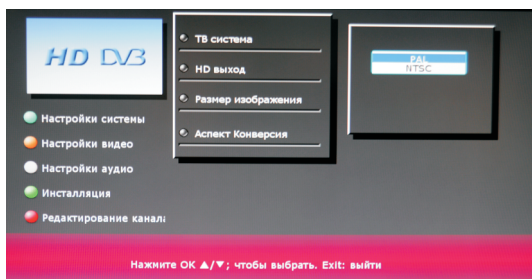 HD DVB
Настройки системы
Настройки видео
Настройки аудио
Инсталляция
Редактирование канал
ТВ система
HD выход
Размер изображения
Аспект Конверсия
PAL
NTSC
Нажмите ОК ▲/▼; чтобы выбрать. Exit: выйти